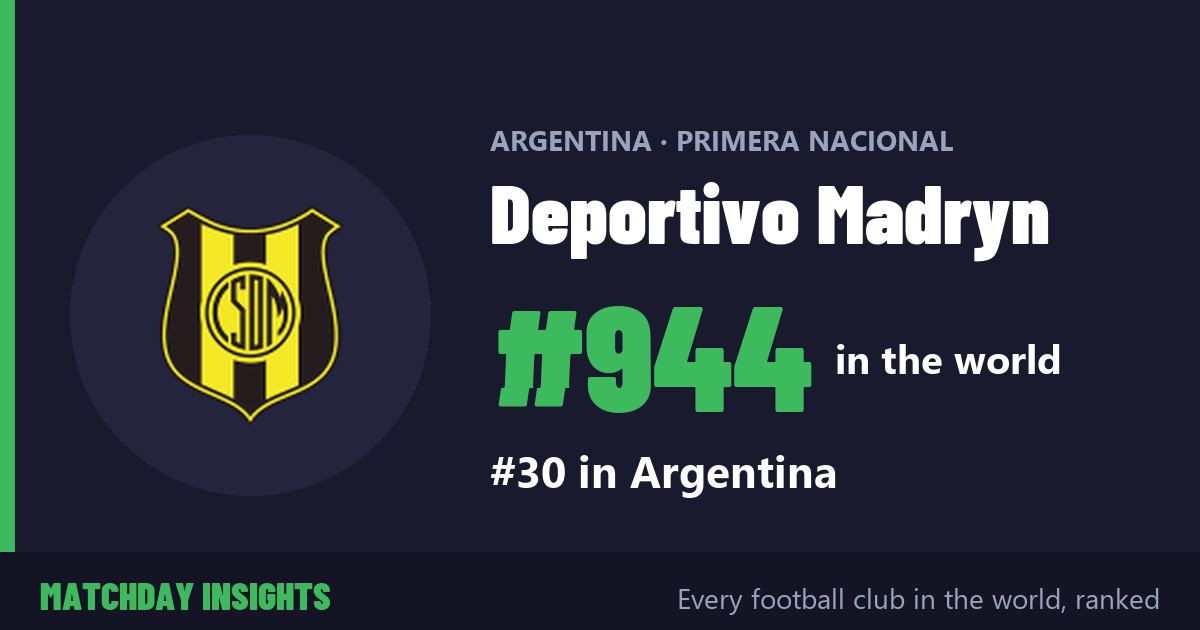 ARGENTINA · PRIMERA NACIONAL
Deportivo Madryn
CSDM
#944 in the world
#30 in Argentina
MATCHDAY INSIGHTS
Every football club in the world, ranked